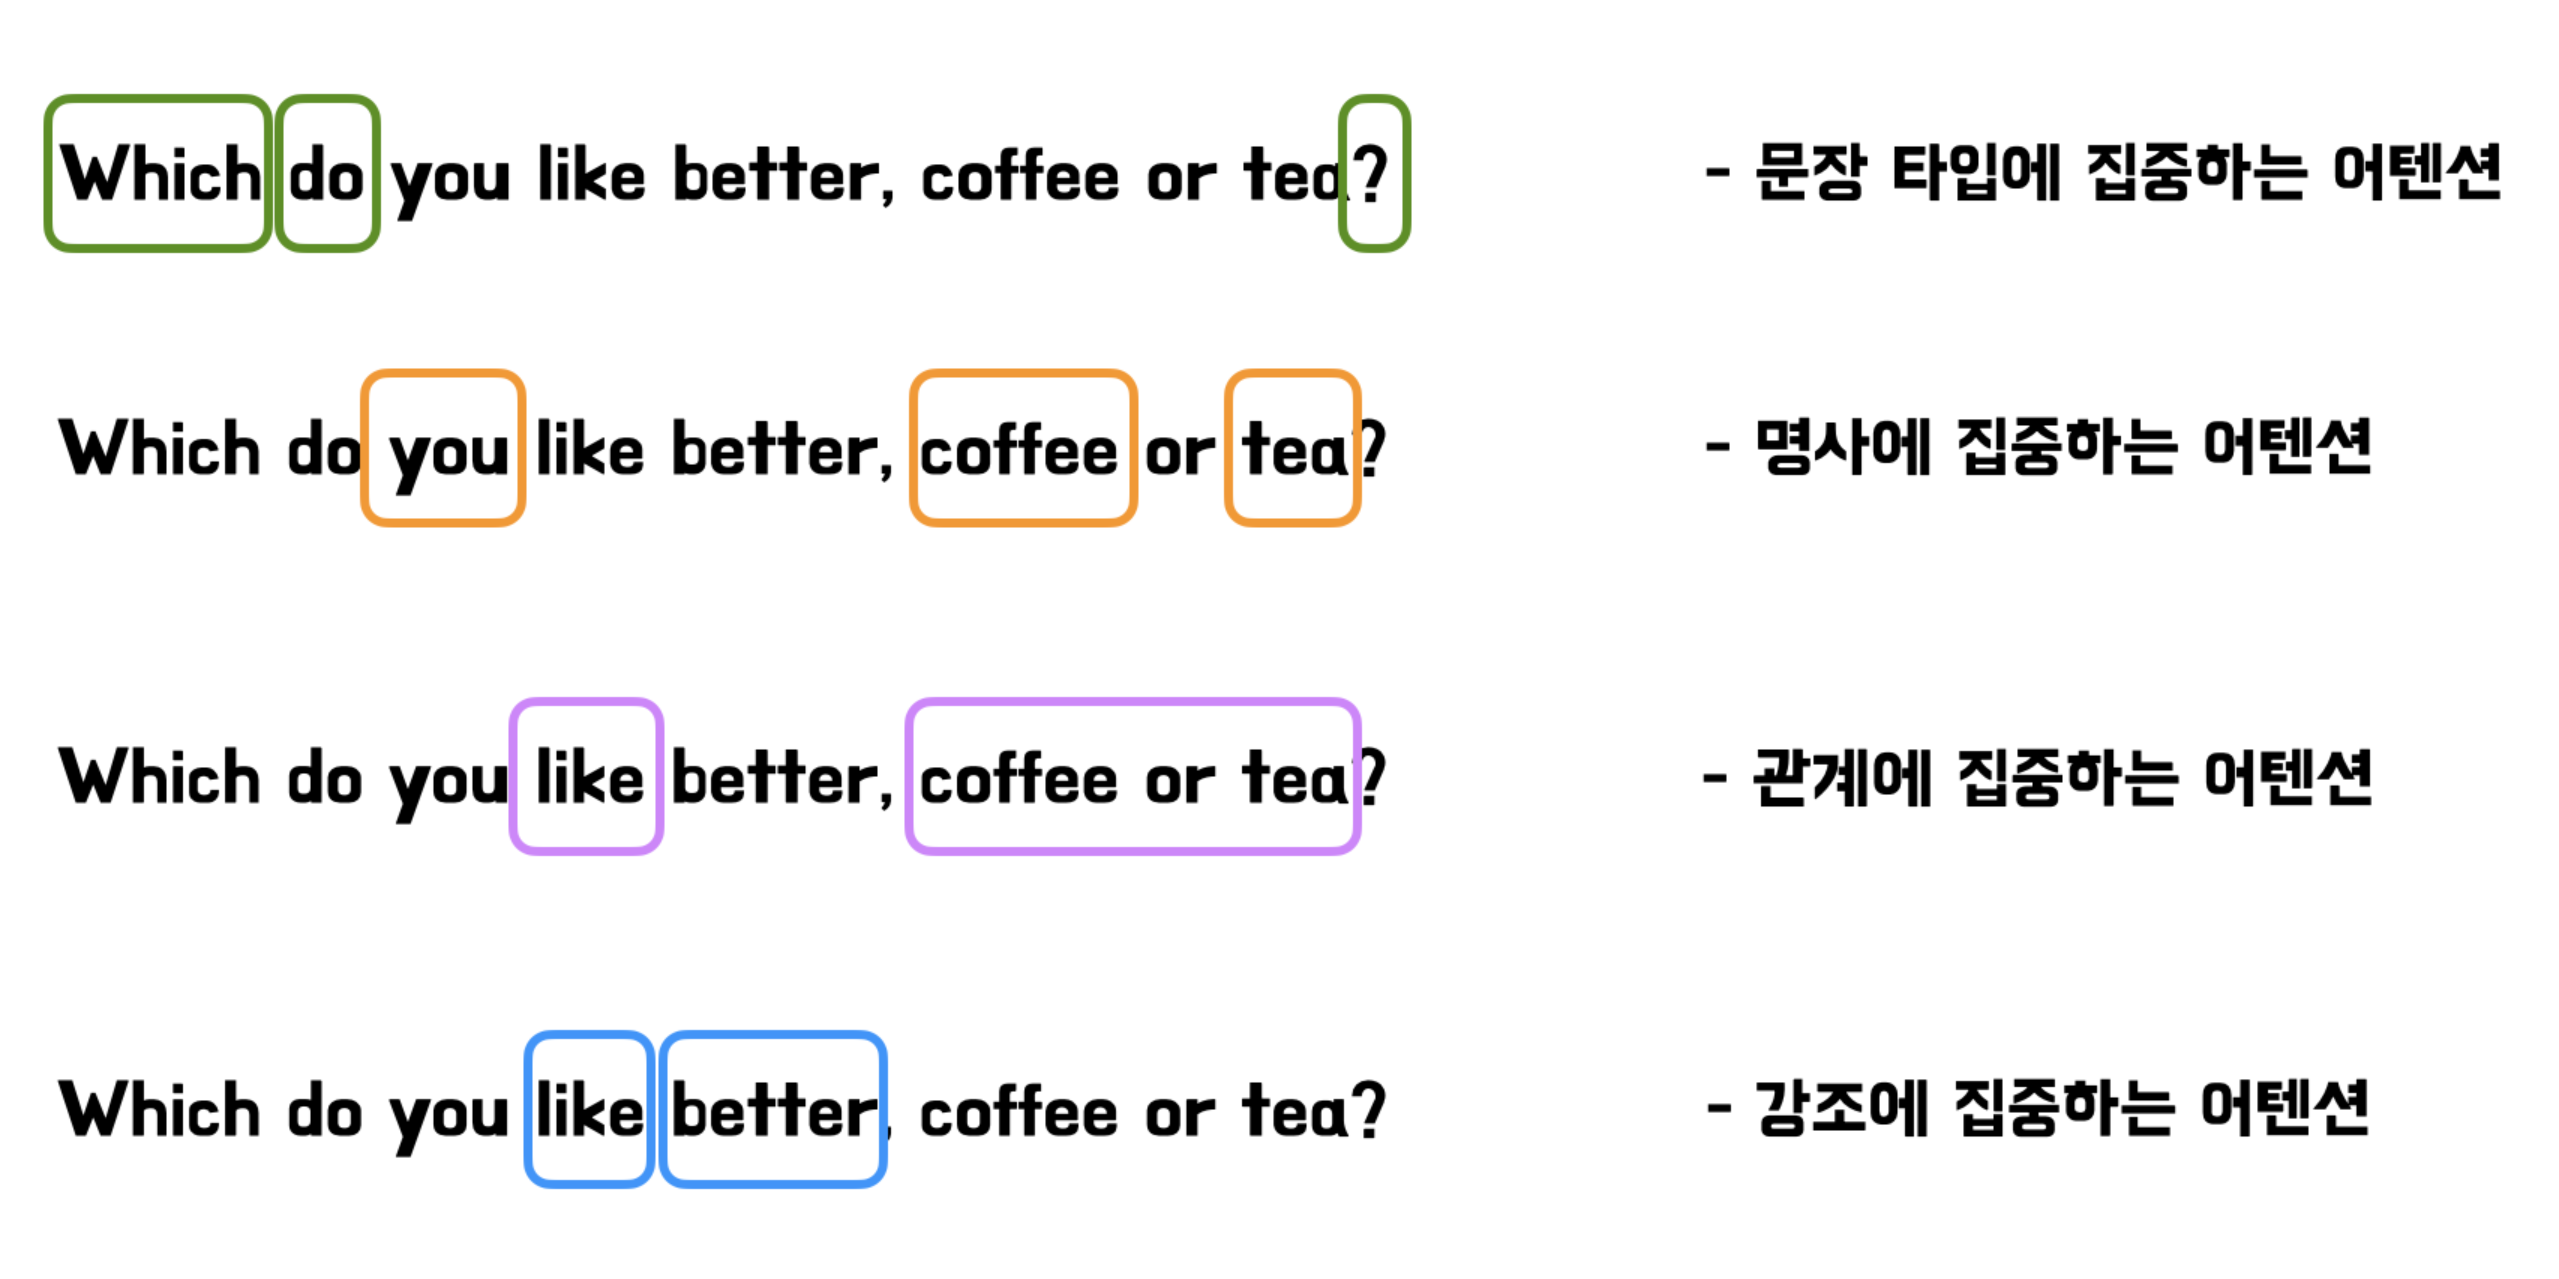 Which do you like better, coffee or tea? - 문장 타입에 집중하는 어텐션
Which do you like better, coffee or tea? - 명사에 집중하는 어텐션
Which do you like better, coffee or tea? - 관계에 집중하는 어텐션
Which do you like better, coffee or tea? - 강조에 집중하는 어텐션